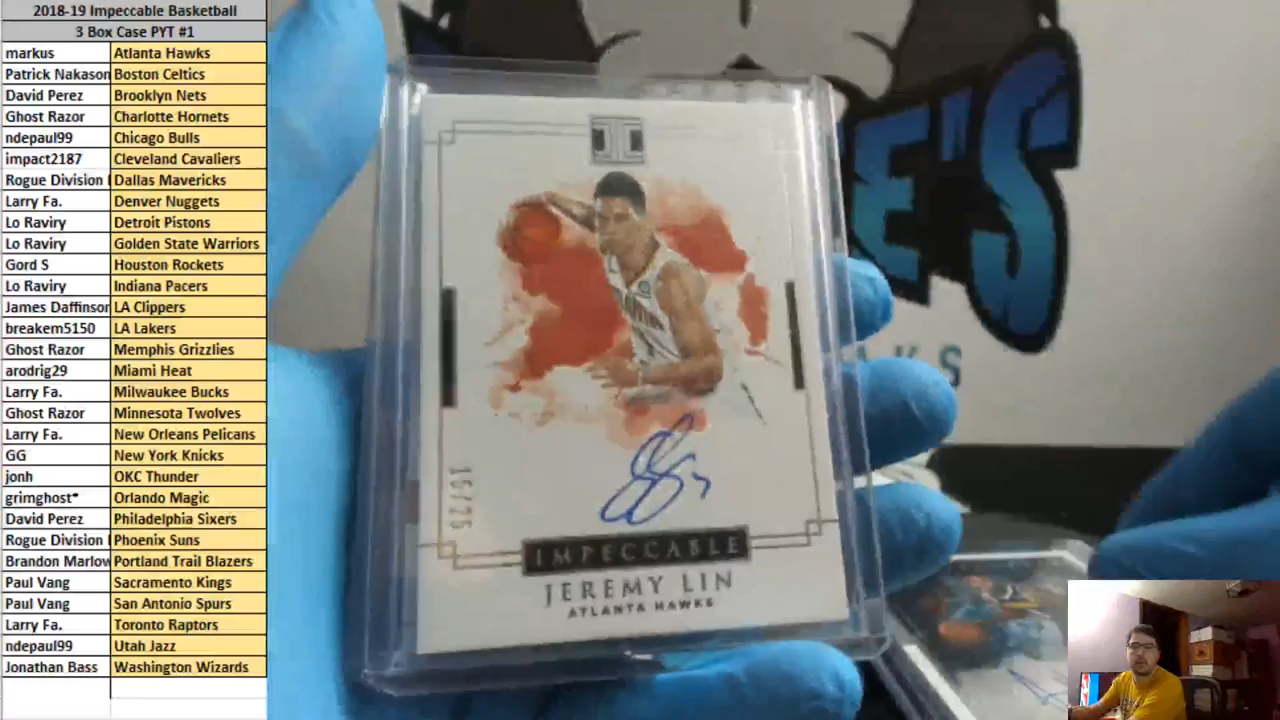 2018-19 Impeccable Basketball
3 Box Case PYT #1
markus Atlanta Hawks
Patrick Nakason Boston Celtics
David Perez Brooklyn Nets
Ghost Razor Charlotte Hornets
ndepaul99 Chicago Bulls
impact2187 Cleveland Cavaliers
Rogue Division Dallas Mavericks
Larry Fa. Denver Nuggets
Lo Raviry Detroit Pistons
Lo Raviry Golden State Warriors
Gord S Houston Rockets
Lo Raviry Indiana Pacers
James Daffinson LA Clippers
breakem5150 LA Lakers
Ghost Razor Memphis Grizzlies
arodrig29 Miami Heat
Larry Fa. Milwaukee Bucks
Ghost Razor Minnesota Twolves
Larry Fa. New Orleans Pelicans
GG New York Knicks
jonh OKC Thunder
grimghost* Orlando Magic
David Perez Philadelphia Sixers
Rogue Division Phoenix Suns
Brandon Marlow Portland Trail Blazers
Paul Vang Sacramento Kings
Paul Vang San Antonio Spurs
Larry Fa. Toronto Raptors
ndepaul99 Utah Jazz
Jonathan Bass Washington Wizards
E'S
AKS
IMPECCABLE
JEREMY LIN
ATLANTA HAWKS